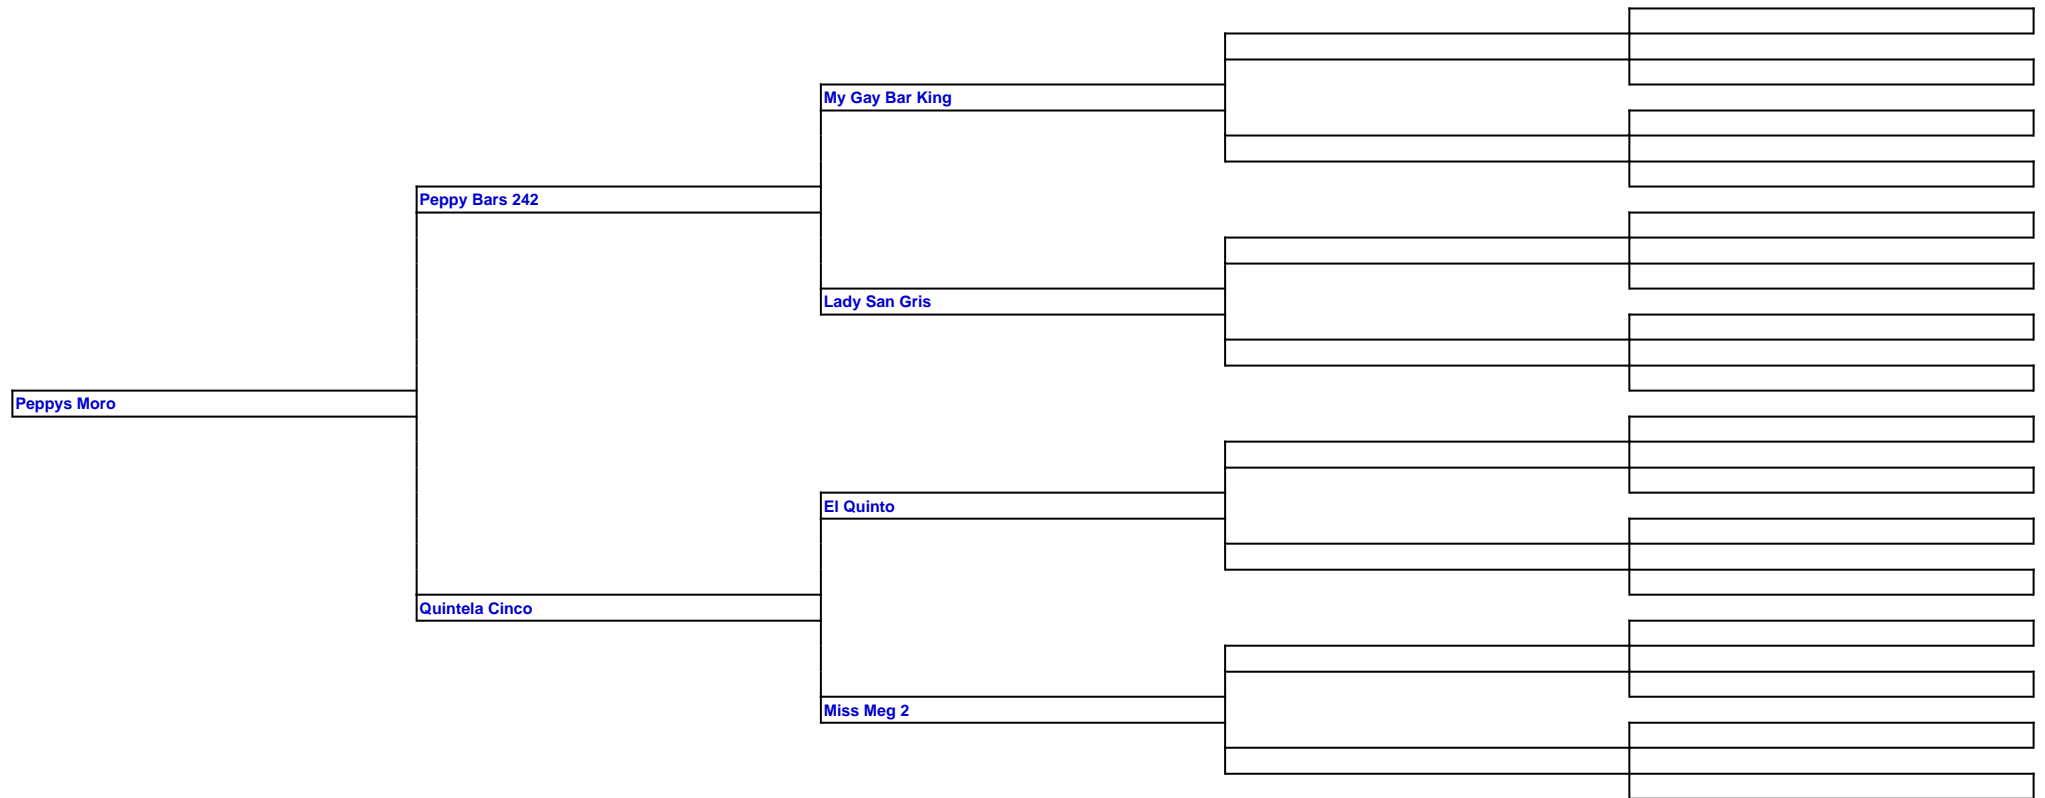 My Gay Bar King
Peppy Bars 242
Lady San Gris
Peppys Moro
El Quinto
Quintela Cinco
Miss Meg 2